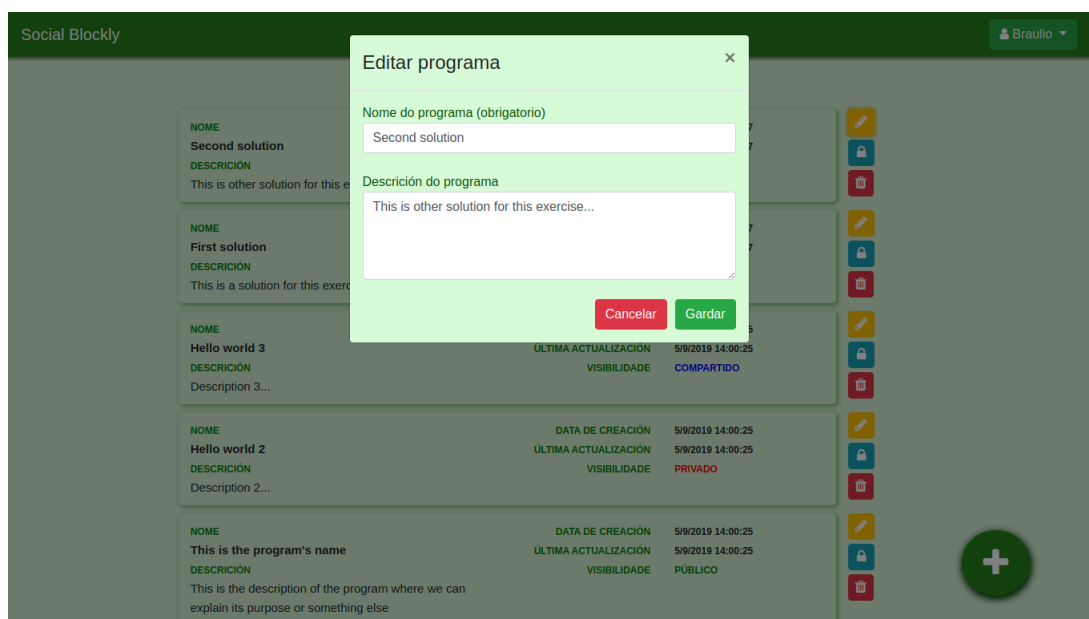 Social Blockly
Braulio
Editar programa
×
Nome do programa (obrigatorio)
Second solution
Descrición do programa
This is other solution for this exercise...
Cancelar
Gardar
NOME
Second solution
DESCRICIÓN
This is other solution for this e
7
7
NOME
First solution
DESCRICIÓN
This is a solution for this exerc
7
7
NOME
Hello world 3
DESCRICIÓN
Description 3...
5
ÚLTIMA ACTUALIZACIÓN 5/9/2019 14:00:25
VISIBILIDADE COMPARTIDO
NOME
Hello world 2
DESCRICIÓN
Description 2...
DATA DE CREACIÓN 5/9/2019 14:00:25
ÚLTIMA ACTUALIZACIÓN 5/9/2019 14:00:25
VISIBILIDADE PRIVADO
NOME
This is the program's name
DESCRICIÓN
This is the description of the program where we can
explain its purpose or something else
DATA DE CREACIÓN 5/9/2019 14:00:25
ÚLTIMA ACTUALIZACIÓN 5/9/2019 14:00:25
VISIBILIDADE PÚBLICO